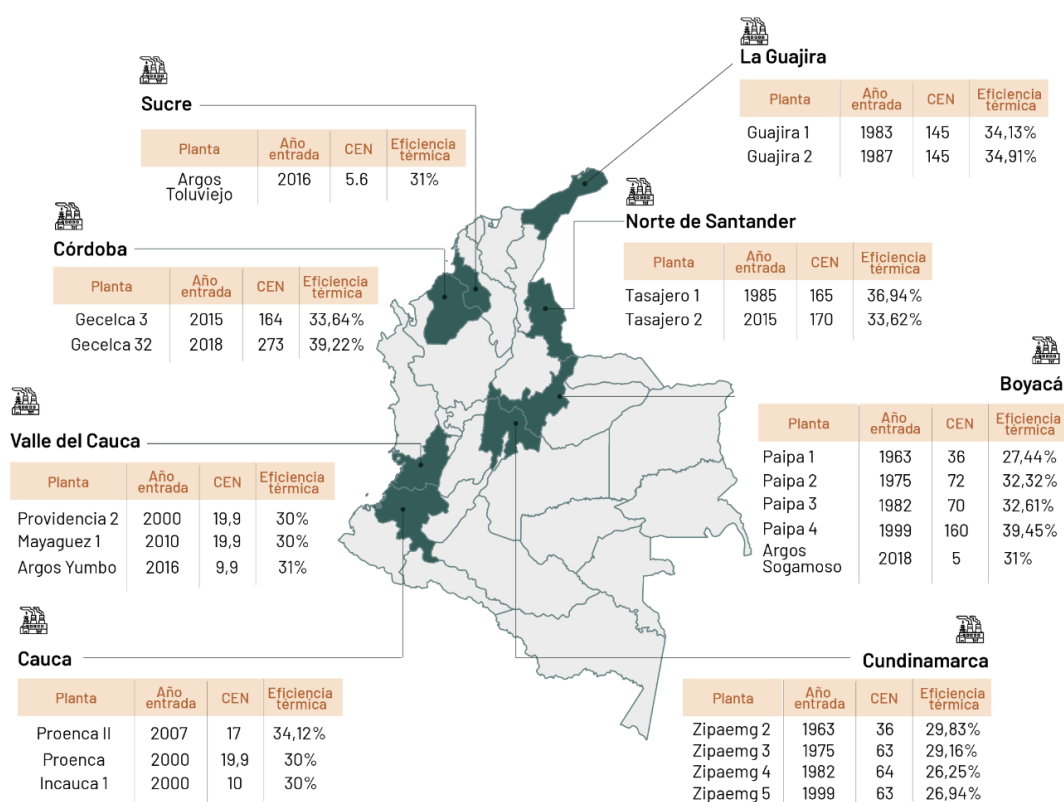 La Guajira
Planta Año entrada CEN Eficiencia térmica
Guajira 1 1983 145 34,13%
Guajira 2 1987 145 34,91%
Sucre
Planta Año entrada CEN Eficiencia térmica
Argos Toluviejo 2016 5.6 31%
Norte de Santander
Planta Año entrada CEN Eficiencia térmica
Tasajero 1 1985 165 36,94%
Tasajero 2 2015 170 33,62%
Córdoba
Planta Año entrada CEN Eficiencia térmica
Gecelca 3 2015 164 33,64%
Gecelca 32 2018 273 39,22%
Boyacá
Planta Año entrada CEN Eficiencia térmica
Paipa 1 1963 36 27,44%
Paipa 2 1975 72 32,32%
Paipa 3 1982 70 32,61%
Paipa 4 1999 160 39,45%
Argos Sogamoso 2018 5 31%
Valle del Cauca
Planta Año entrada CEN Eficiencia térmica
Providencia 2 2000 19,9 30%
Mayaguez 1 2010 19,9 30%
Argos Yumbo 2016 9,9 31%
Cauca
Planta Año entrada CEN Eficiencia térmica
Proenca II 2007 17 34,12%
Proenca 2000 19,9 30%
Incauca 1 2000 10 30%
Cundinamarca
Planta Año entrada CEN Eficiencia térmica
Zipaemg 2 1963 36 29,83%
Zipaemg 3 1975 63 29,16%
Zipaemg 4 1982 64 26,25%
Zipaemg 5 1999 63 26,94%